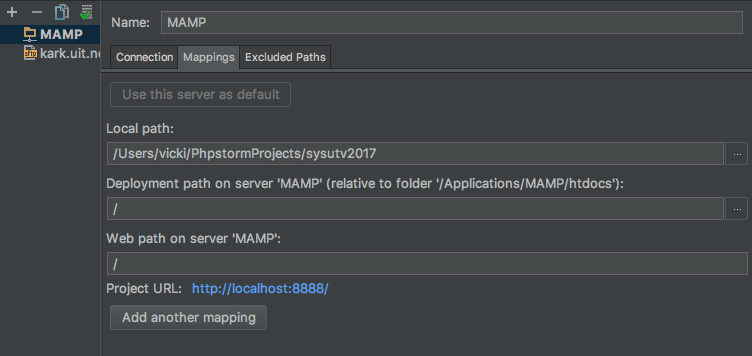 Name: MAMP
MAMP
kark.uit.n
Connection Mappings Excluded Paths
Use this server as default
Local path:
/Users/vicki/PhpstormProjects/sysutv2017
...
Deployment path on server 'MAMP' (relative to folder '/Applications/MAMP/htdocs'):
/
...
Web path on server 'MAMP':
/
Project URL: http://localhost:8888/
Add another mapping